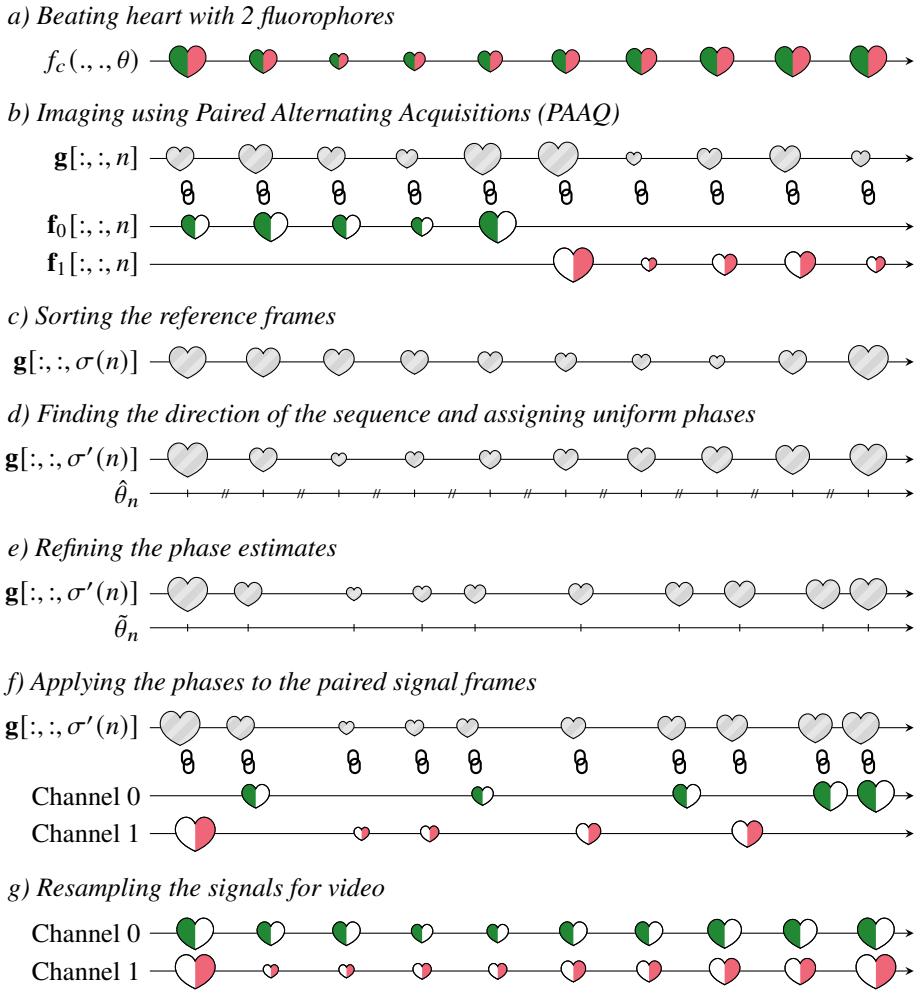 a) Beating heart with 2 fluorophores
f_c(., ., θ)
b) Imaging using Paired Alternating Acquisitions (PAAQ)
g[:, :, n]
f_0[:, :, n]
f_1[:, :, n]
c) Sorting the reference frames
g[:, :, σ(n)]
d) Finding the direction of the sequence and assigning uniform phases
g[:, :, σ′(n)]
θ̂_n
e) Refining the phase estimates
g[:, :, σ′(n)]
θ̃_n
f) Applying the phases to the paired signal frames
g[:, :, σ′(n)]
Channel 0
Channel 1
g) Resampling the signals for video
Channel 0
Channel 1